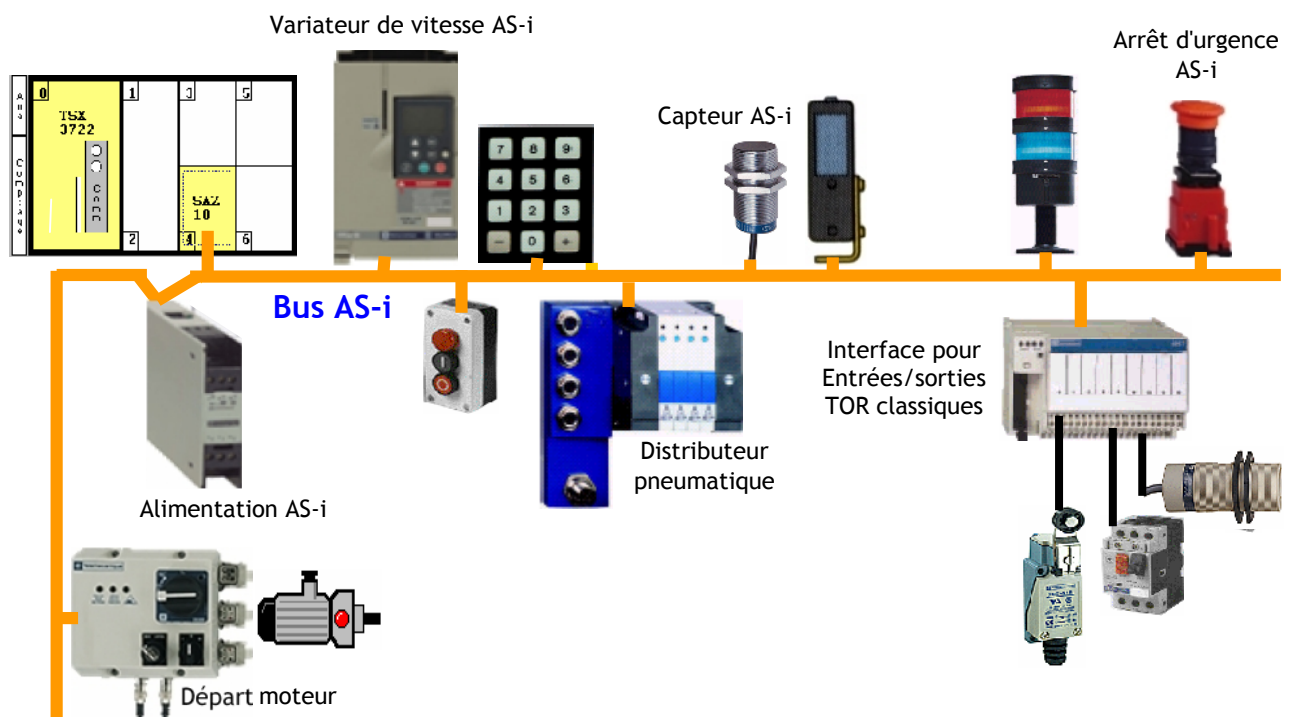 Variateur de vitesse AS-i
Arrêt d'urgence
AS-i
Capteur AS-i
0
1
3
5
TSX
3722
SAZ
10
2
4
6
7 8 9
4 5 6
1 2 3
0
Bus AS-i
Interface pour
Entrées/sorties
TOR classiques
Distributeur
pneumatique
Alimentation AS-i
Départ moteur